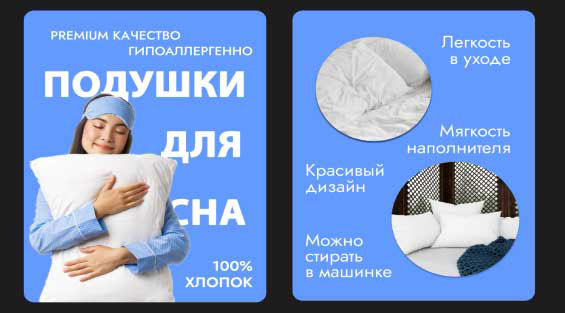 PREMIUM КАЧЕСТВО
ГИПОАЛЛЕРГЕННО
ПОДУШКИ
ДЛЯ
СНА
100%
ХЛОПОК
Легкость
в уходе
Мягкость
наполнителя
Красивый
дизайн
Можно
стирать
в машинке